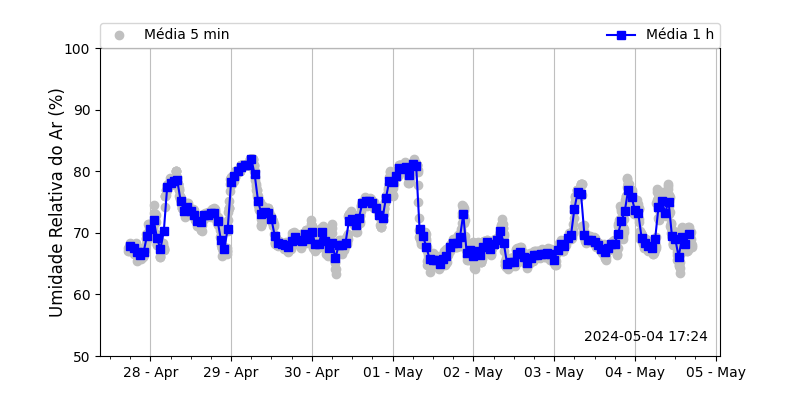 Média 5 min
Média 1 h
Umidade Relativa do Ar (%)
100
90
80
70
60
50
2024-05-04 17:24
28 - Apr
29 - Apr
30 - Apr
01 - May
02 - May
03 - May
04 - May
05 - May